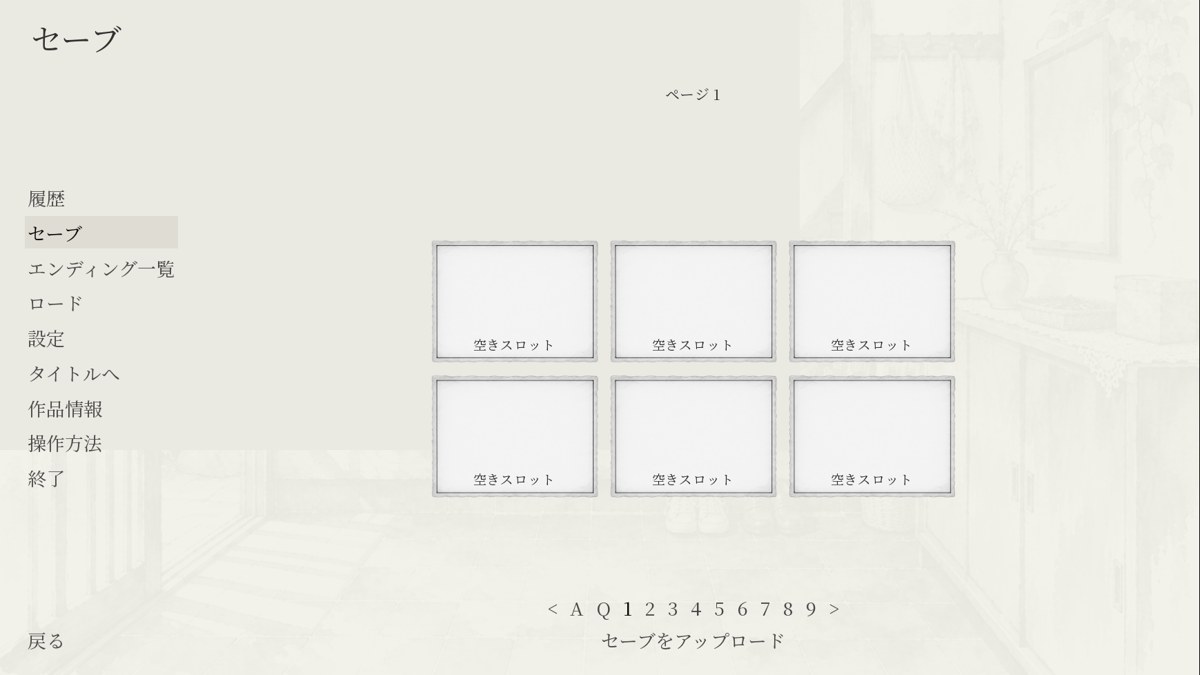 セーブ
ページ 1
履歴
セーブ
エンディング一覧
ロード
設定
タイトルへ
作品情報
操作方法
終了
空きスロット 空きスロット 空きスロット
空きスロット 空きスロット 空きスロット
< A Q 1 2 3 4 5 6 7 8 9 >
セーブをアップロード
戻る